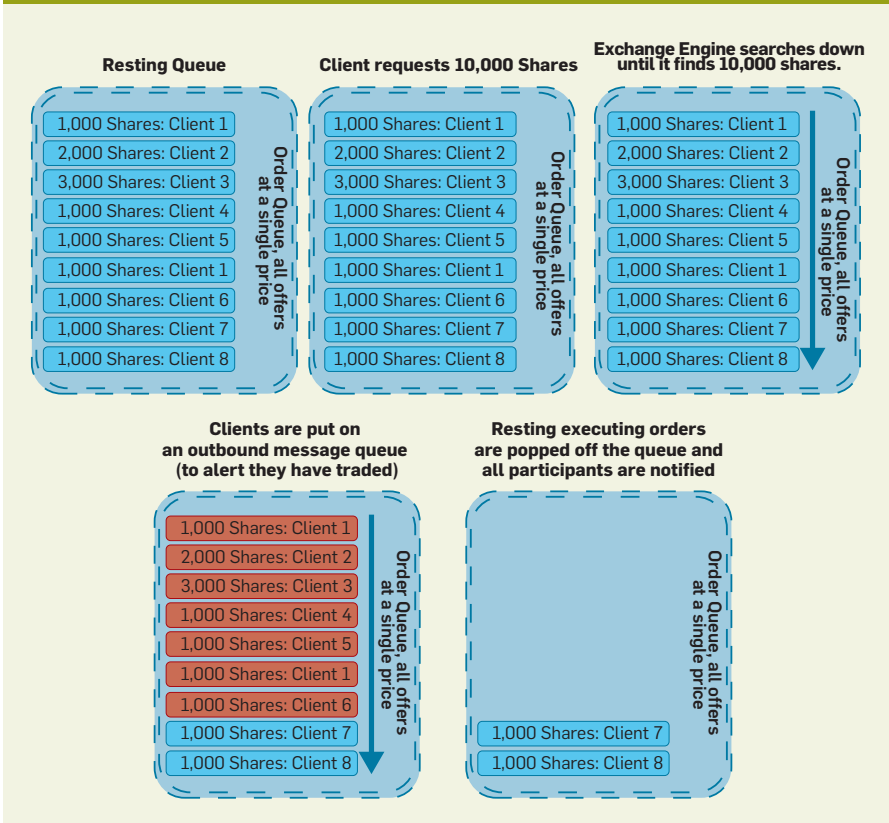 Resting Queue
1,000 Shares: Client 1
2,000 Shares: Client 2
3,000 Shares: Client 3
1,000 Shares: Client 4
1,000 Shares: Client 5
1,000 Shares: Client 1
1,000 Shares: Client 6
1,000 Shares: Client 7
1,000 Shares: Client 8
Order Queue, all offers
at a single price
Client requests 10,000 Shares
1,000 Shares: Client 1
2,000 Shares: Client 2
3,000 Shares: Client 3
1,000 Shares: Client 4
1,000 Shares: Client 5
1,000 Shares: Client 1
1,000 Shares: Client 6
1,000 Shares: Client 7
1,000 Shares: Client 8
Order Queue, all offers
at a single price
Exchange Engine searches down
until it finds 10,000 shares.
1,000 Shares: Client 1
2,000 Shares: Client 2
3,000 Shares: Client 3
1,000 Shares: Client 4
1,000 Shares: Client 5
1,000 Shares: Client 1
1,000 Shares: Client 6
1,000 Shares: Client 7
1,000 Shares: Client 8
Order Queue, all offers
at a single price
Clients are put on
an outbound message queue
(to alert they have traded)
1,000 Shares: Client 1
2,000 Shares: Client 2
3,000 Shares: Client 3
1,000 Shares: Client 4
1,000 Shares: Client 5
1,000 Shares: Client 1
1,000 Shares: Client 6
1,000 Shares: Client 7
1,000 Shares: Client 8
Order Queue, all offers
at a single price
Resting executing orders
are popped off the queue and
all participants are notified
1,000 Shares: Client 7
1,000 Shares: Client 8
Order Queue, all offers
at a single price